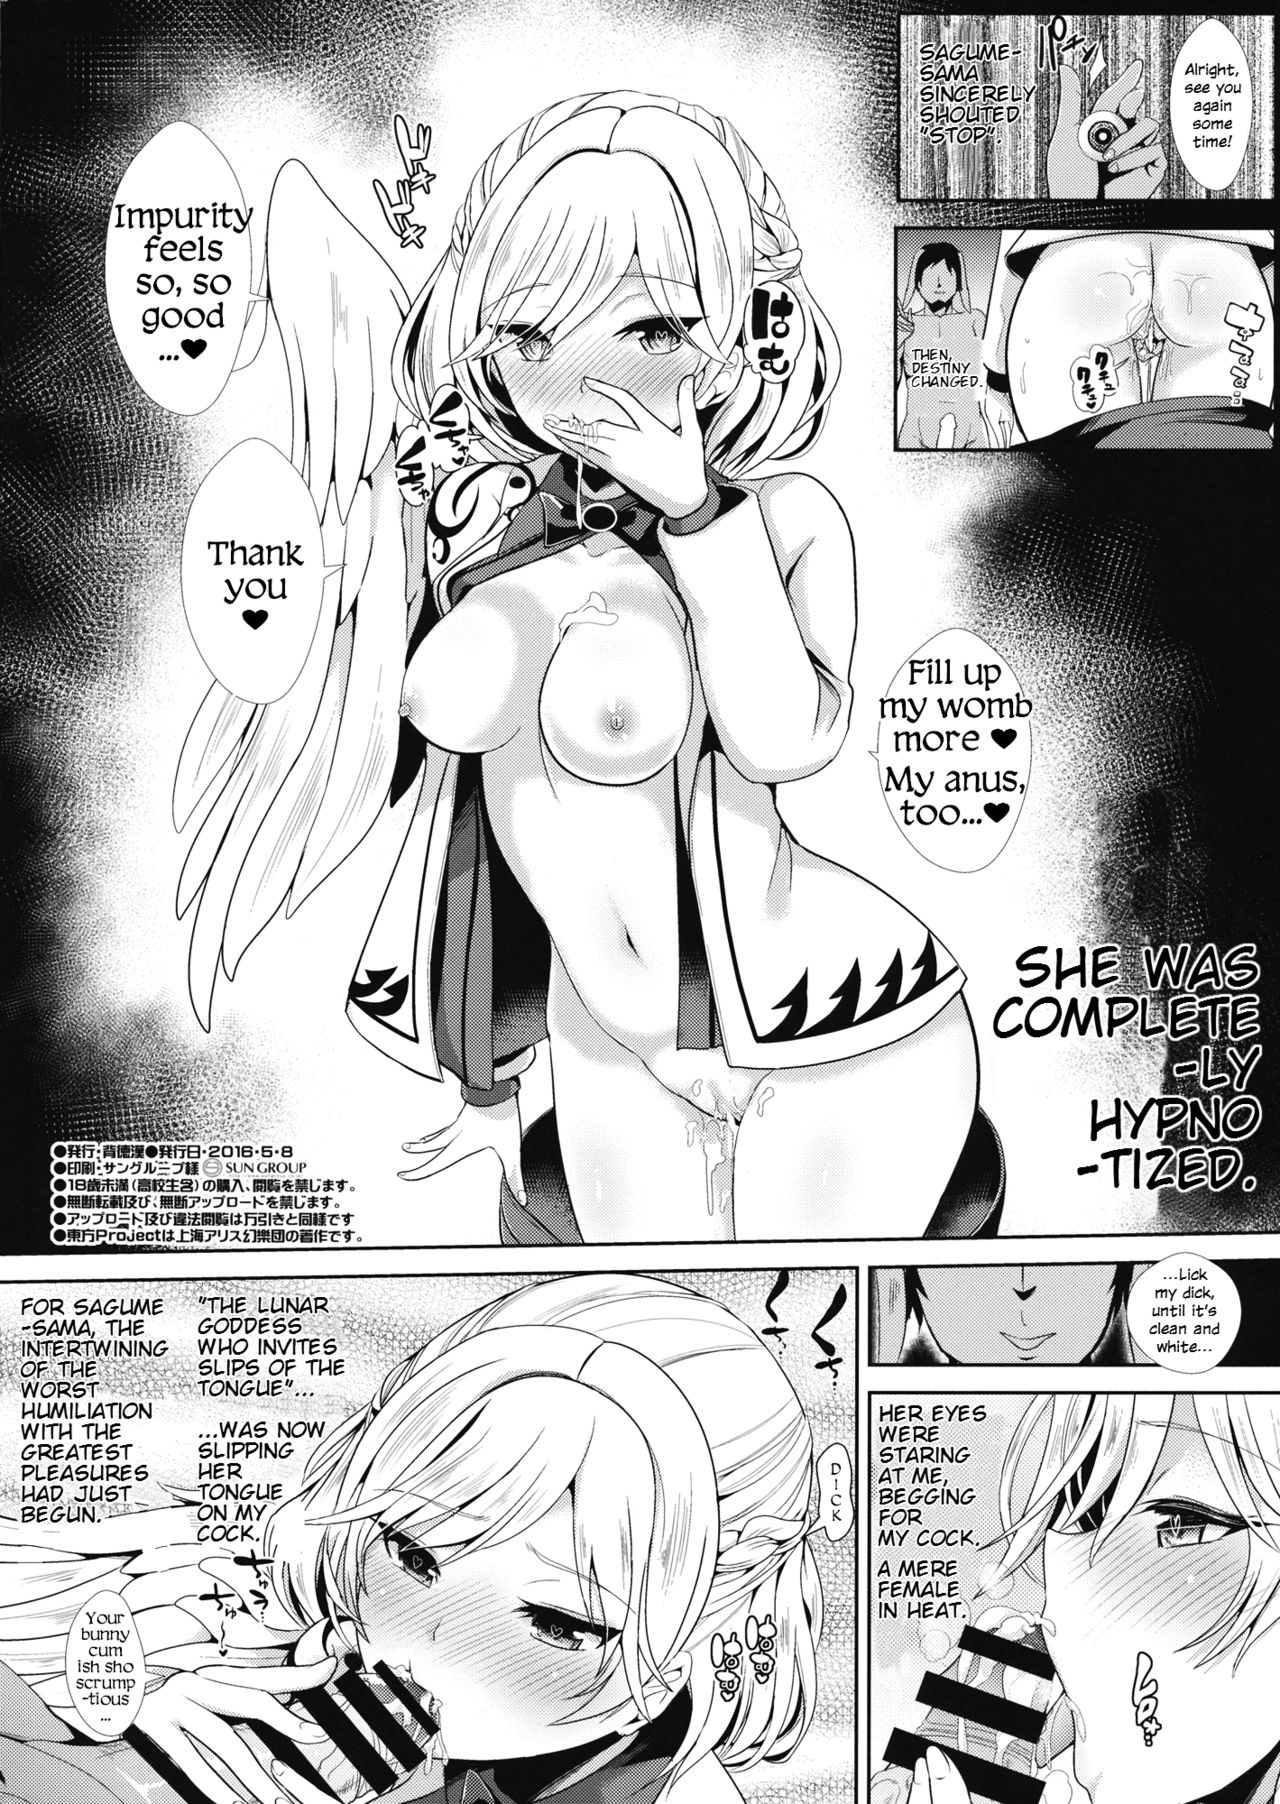 Alright,
see you
again
some
time!
SAGUME-
SAMA
SINCERELY
SHOUTED
"STOP".
THEN,
DESTINY
CHANGED.
Impurity
feels
so, so
good
...♥
Thank
you
♥
Fill up
my womb
more ♥
My anus,
too...♥
SHE WAS
COMPLETE
-LY
HYPNO
-TIZED.
●発行・背徳漢●発行日・2016・5・8
●印刷・サングループ様 SUN GROUP
●18歳未満(高校生含)の購入、閲覧を禁じます。
●無断転載及び、無断アップロードを禁じます。
●アップロード及び違法閲覧は万引きと同様です
●東方Projectは上海アリス幻樂団の著作です。
...Lick
my dick,
until it's
clean and
white...
HER EYES
WERE
STARING
AT ME,
BEGGING
FOR
MY COCK.
A MERE
FEMALE
IN HEAT.
"THE LUNAR
GODDESS
WHO INVITES
SLIPS OF THE
TONGUE"...
...WAS NOW
SLIPPING
HER
TONGUE
ON MY
COCK.
DICK
FOR SAGUME
-SAMA, THE
INTERTWINING
OF THE
WORST
HUMILIATION
WITH THE
GREATEST
PLEASURES
HAD JUST
BEGUN.
Your
bunny
cum
ish sho
scrump
-tious
...